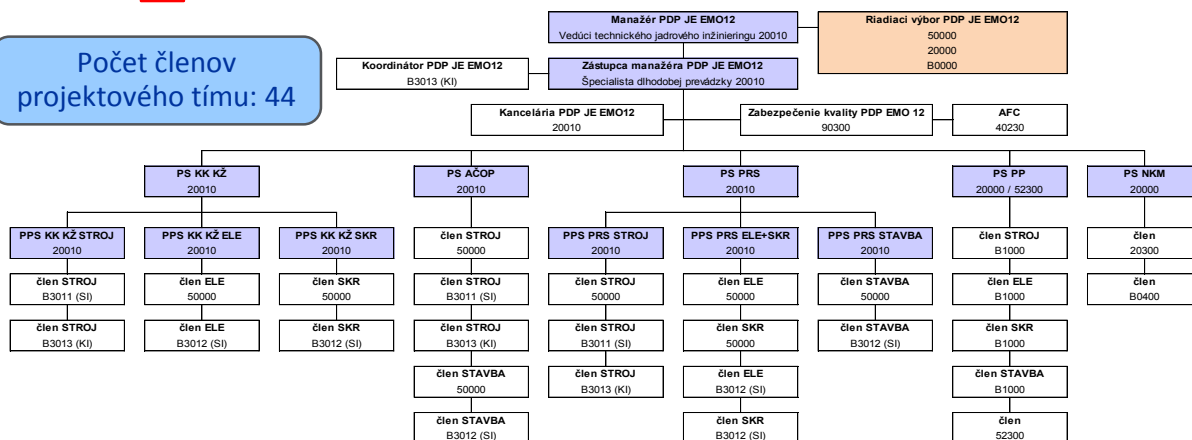 Počet členov
projektového tímu: 44
Manažér PDP JE EMO12
Vedúci technického jadrového inžinieringu 20010
Riadiaci výbor PDP JE EMO12
50000
20000
B0000
Koordinátor PDP JE EMO12
B3013 (KI)
Zástupca manažéra PDP JE EMO12
Špecialista dlhodobej prevádzky 20010
Kancelária PDP JE EMO12
20010
Zabezpečenie kvality PDP EMO 12
90300
AFC
40230
PS KK KŽ
20010
PS AČOP
20010
PS PRS
20010
PS PP
20000 / 52300
PS NKM
20000
PPS KK KŽ STROJ
20010
PPS KK KŽ ELE
20010
PPS KK KŽ SKR
20010
člen STROJ
50000
PPS PRS STROJ
20010
PPS PRS ELE+SKR
20010
PPS PRS STAVBA
20010
člen STROJ
B1000
člen
20300
člen STROJ
B3011 (SI)
člen ELE
50000
člen SKR
50000
člen STROJ
B3011 (SI)
člen STROJ
50000
člen ELE
50000
člen STAVBA
50000
člen ELE
B1000
člen
B0400
člen STROJ
B3013 (KI)
člen ELE
B3012 (SI)
člen SKR
B3012 (SI)
člen STROJ
B3013 (KI)
člen STROJ
B3011 (SI)
člen SKR
50000
člen STAVBA
B3012 (SI)
člen SKR
B1000
člen STAVBA
50000
člen STROJ
B3013 (KI)
člen ELE
B3012 (SI)
člen STAVBA
B1000
člen STAVBA
B3012 (SI)
člen SKR
B3012 (SI)
člen
52300